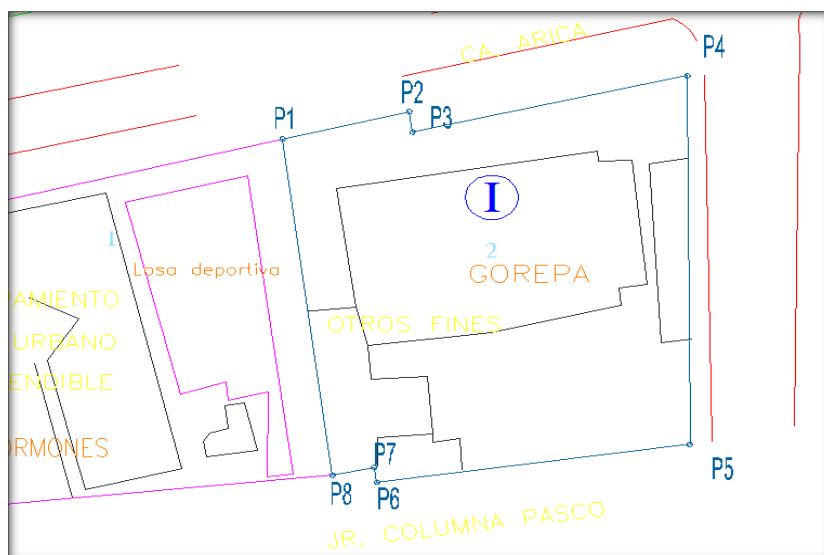 CA. ARICA
P4
P2
P1
P3
I
1
2
Losa deportiva
GOREPA
AMIENTO
OTROS FINES
URBANO
ENDIBLE
ORMONES
P7
P5
P8
P6
JR. COLUMNA PASCO